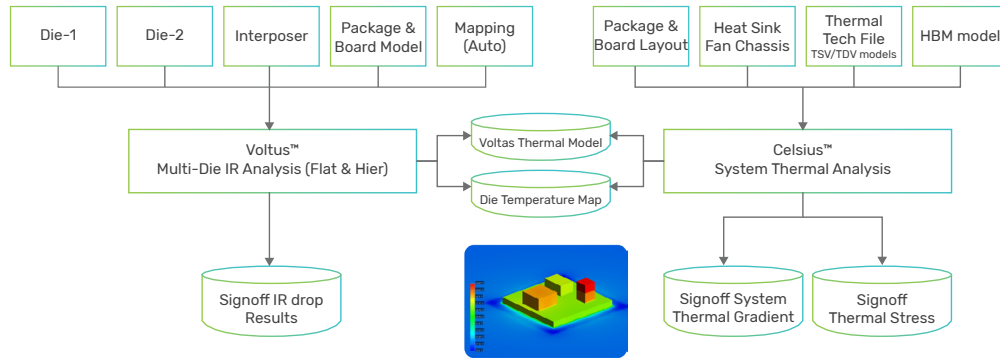 Die-1
Die-2
Interposer
Package &
Board Model
Mapping
(Auto)
Package &
Board Layout
Heat Sink
Fan Chassis
Thermal
Tech File
TSV/TDV models
HBM model
Voltus™
Multi-Die IR Analysis (Flat & Hier)
Voltas Thermal Model
Die Temperature Map
Celsius™
System Thermal Analysis
Signoff IR drop
Results
Signoff System
Thermal Gradient
Signoff
Thermal Stress